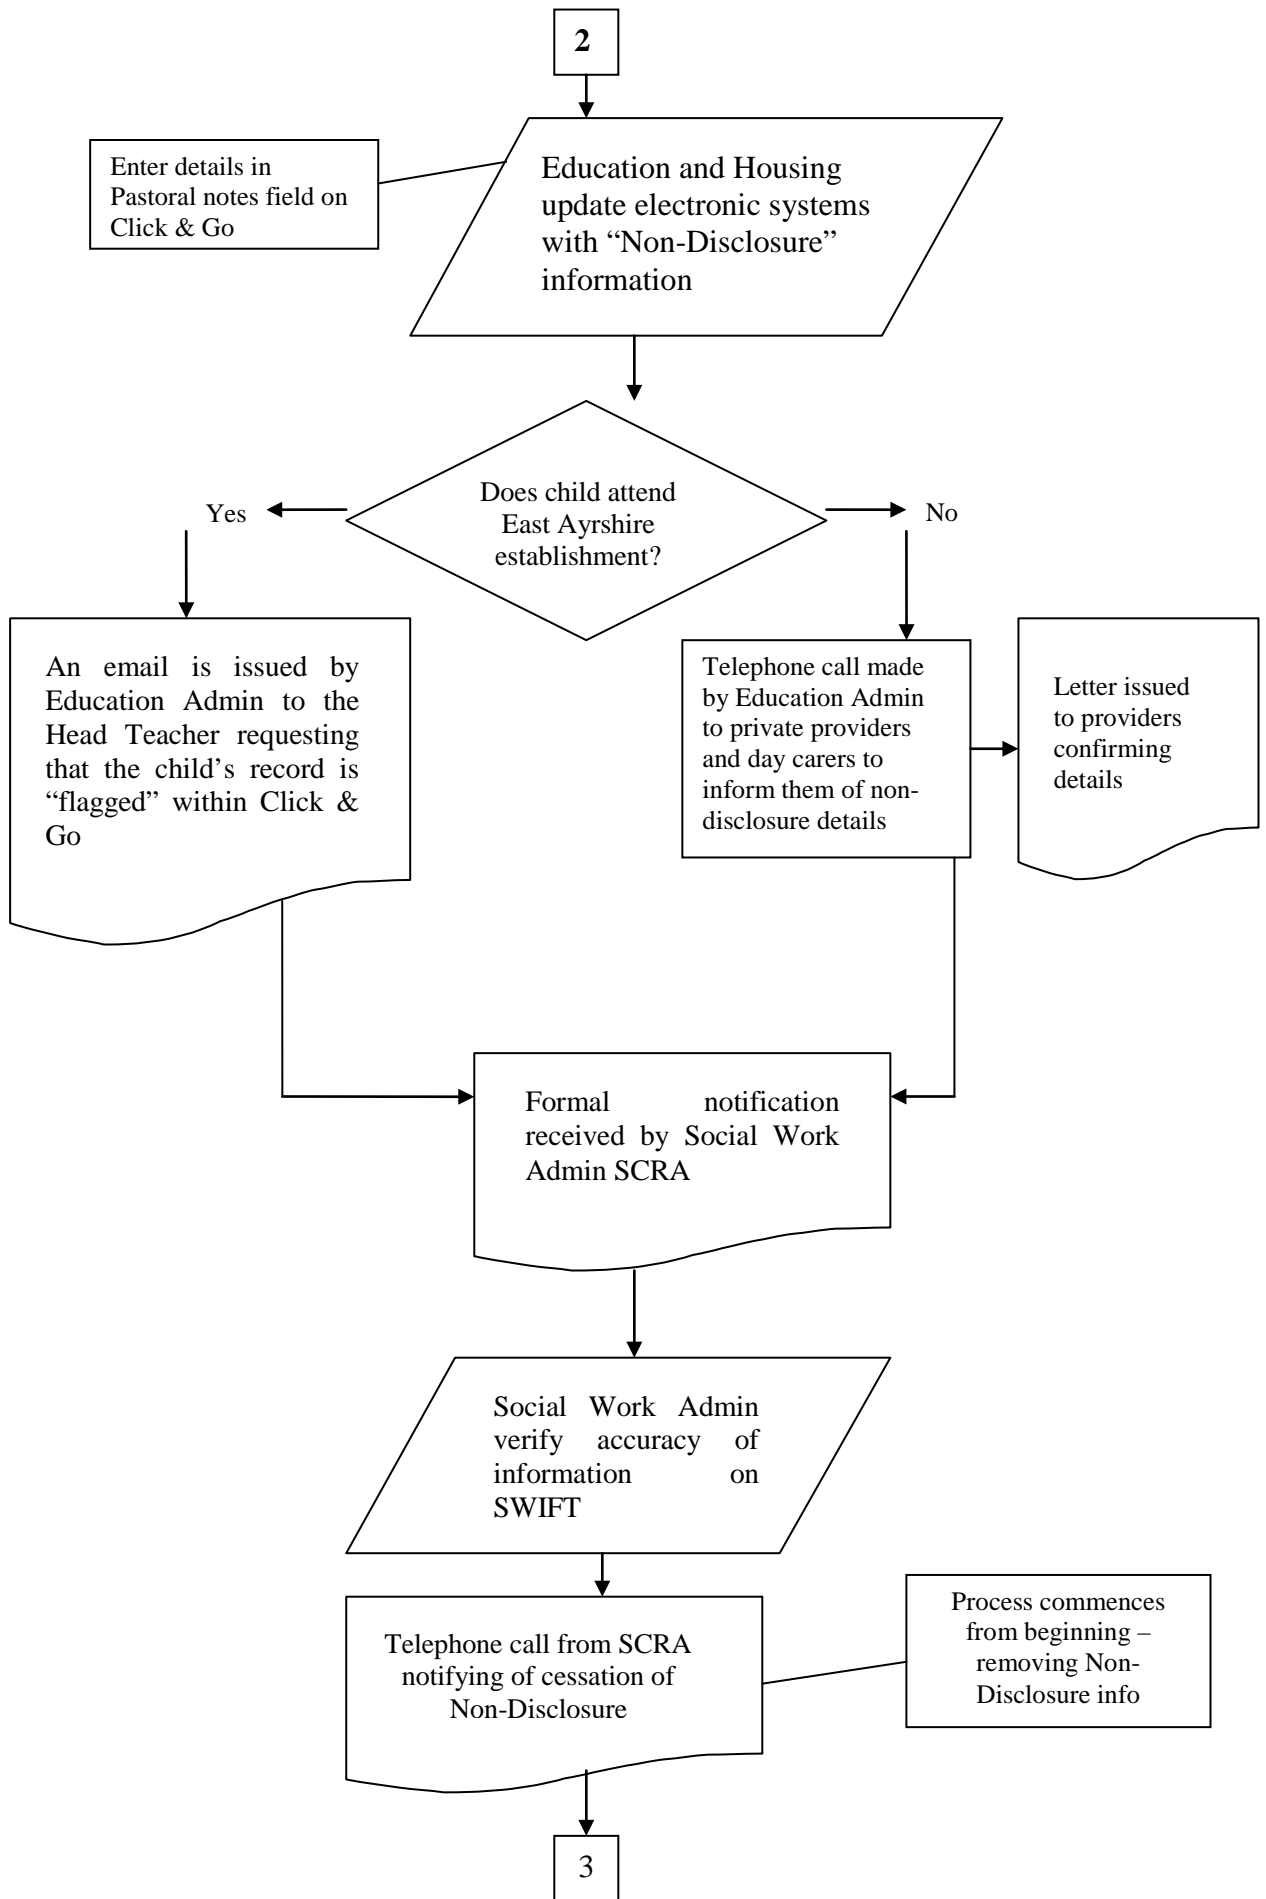 2
Enter details in
Pastoral notes field on
Click & Go
Education and Housing
update electronic systems
with “Non-Disclosure”
information
Does child attend
East Ayrshire
establishment?
Yes
No
An email is issued by
Education Admin to the
Head Teacher requesting
that the child’s record is
“flagged” within Click &
Go
Telephone call made
by Education Admin
to private providers
and day carers to
inform them of non-
disclosure details
Letter issued
to providers
confirming
details
Formal notification
received by Social Work
Admin SCRA
Social Work Admin
verify accuracy of
information on
SWIFT
Telephone call from SCRA
notifying of cessation of
Non-Disclosure
Process commences
from beginning –
removing Non-
Disclosure info
3